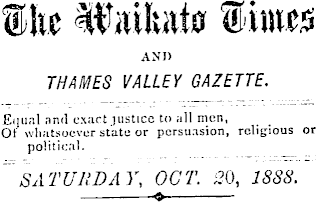 The Waikato Times
AND
THAMES VALLEY GAZETTE.
Equal and exact justice to all men,
Of whatsoever state or persuasion, religious or
political.
SATURDAY, OCT. 20, 1888.